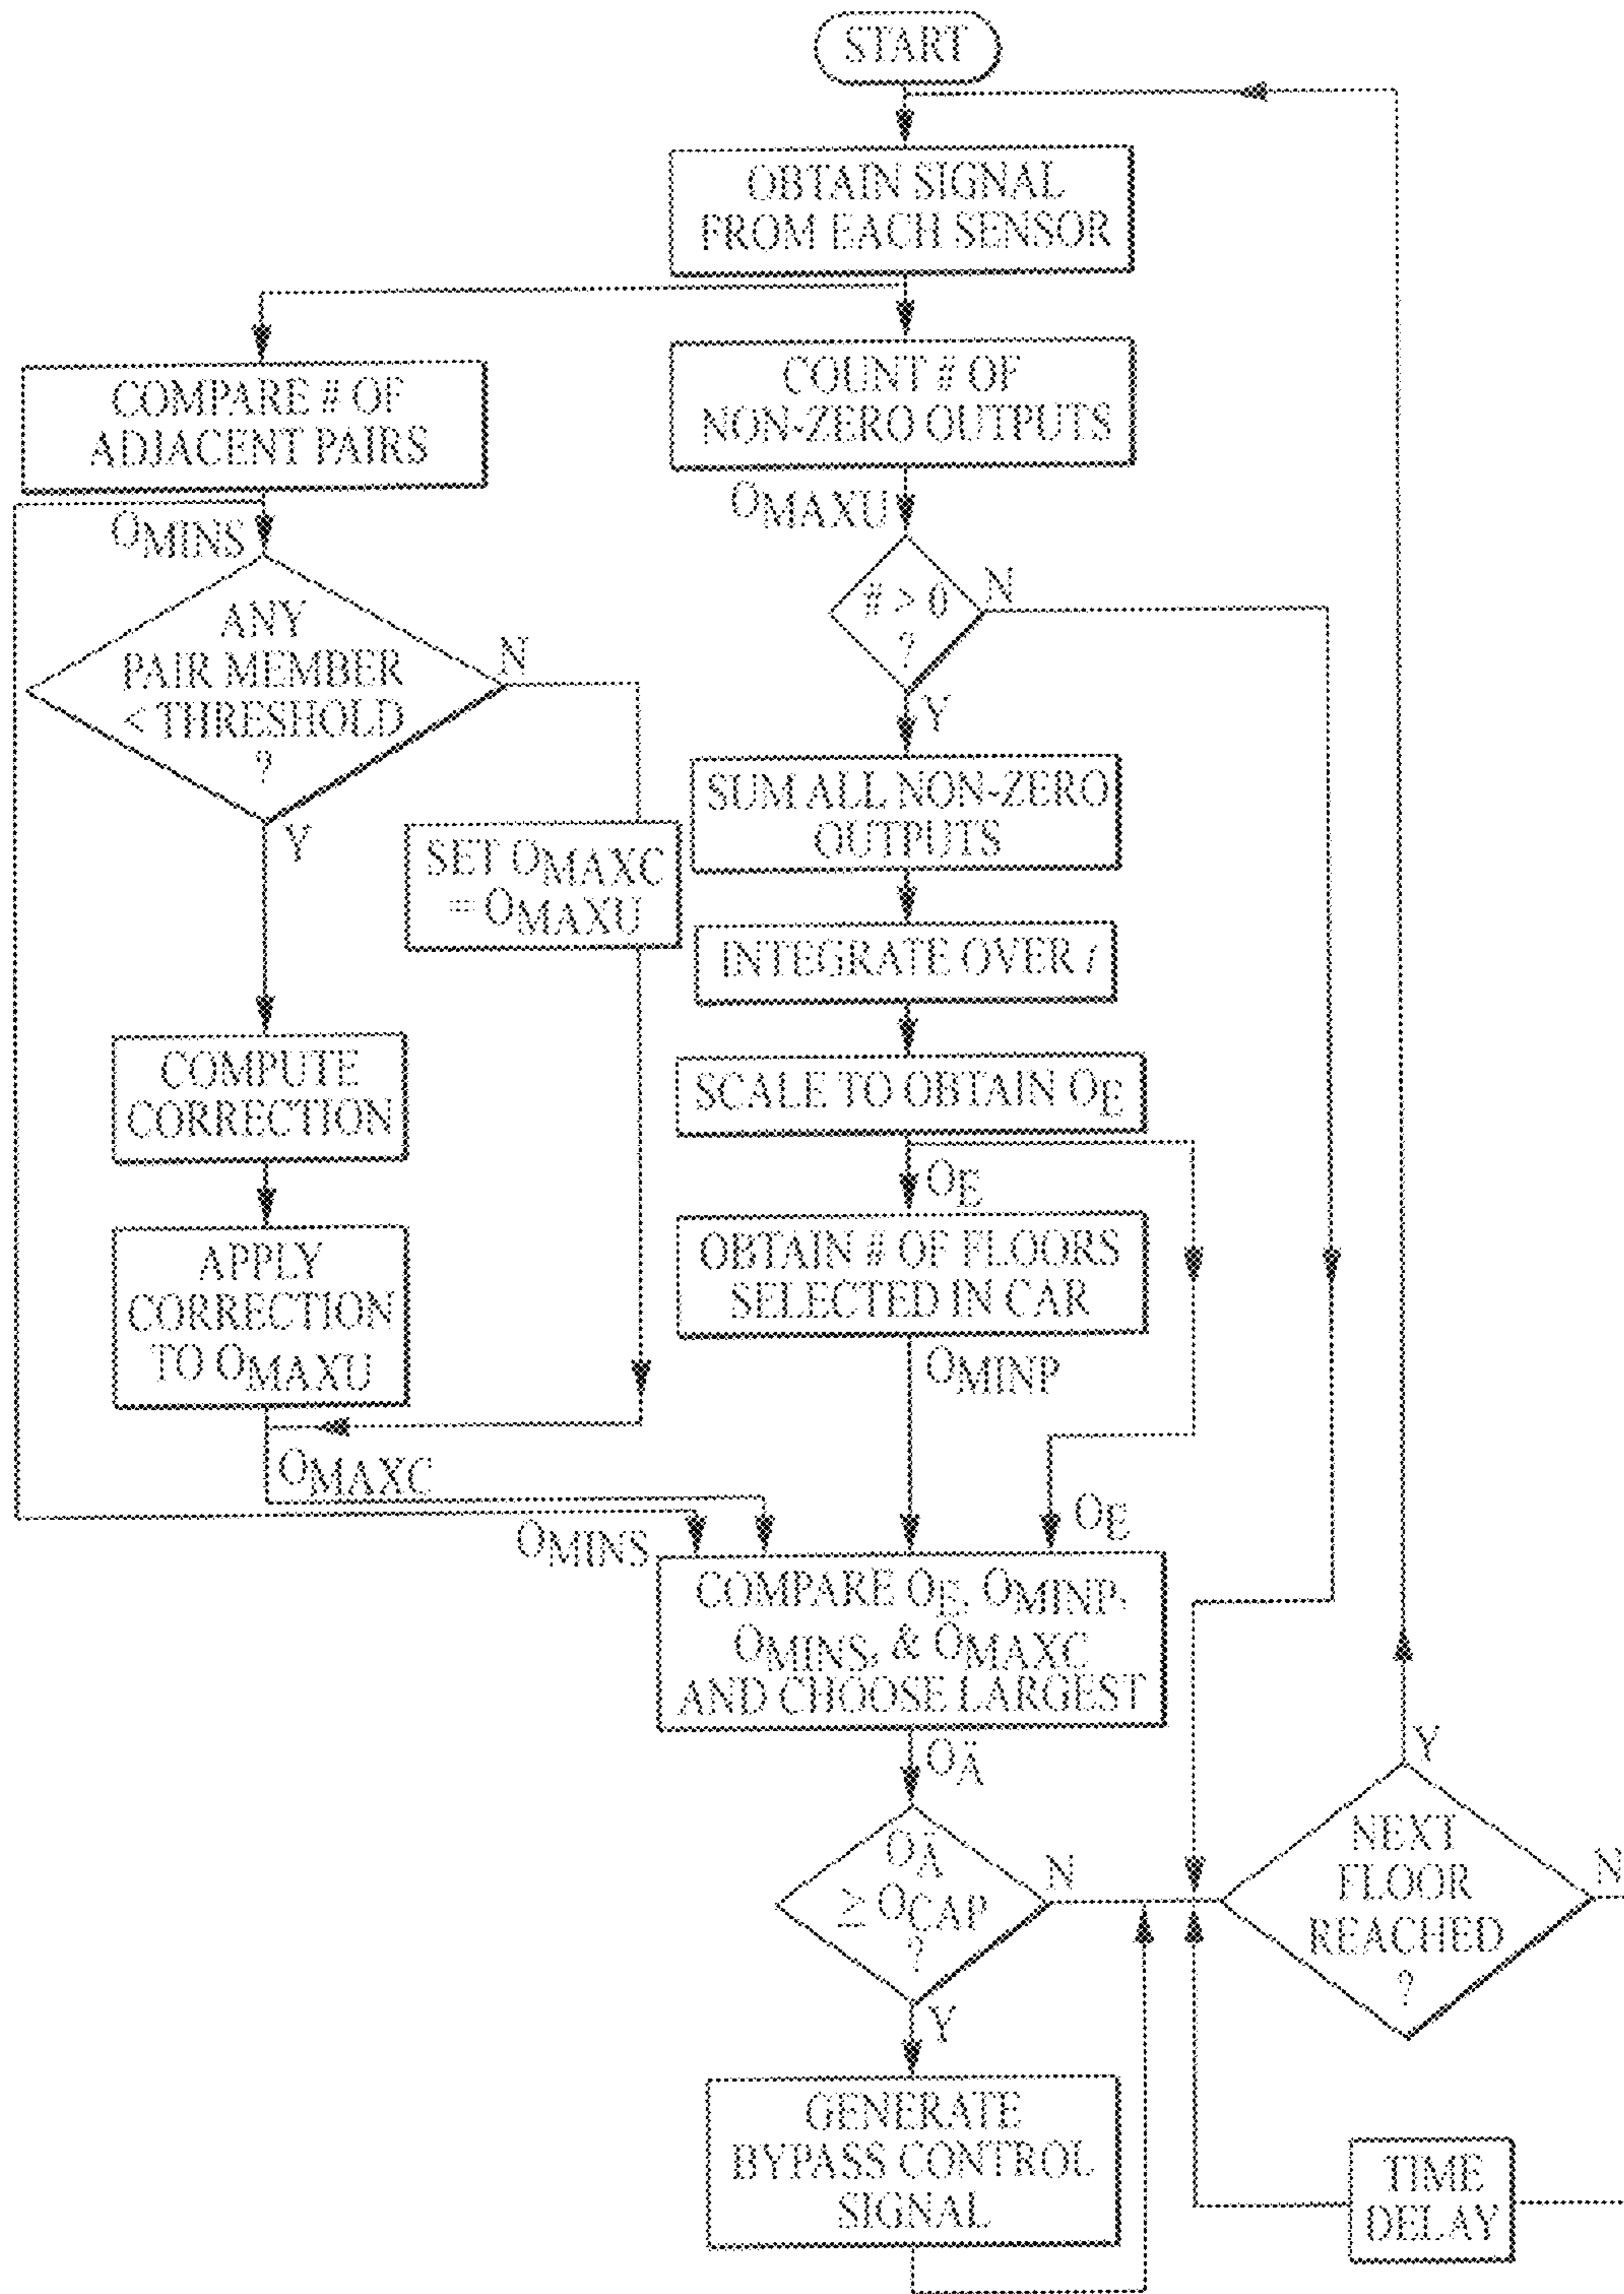 START
OBTAIN SIGNAL
FROM EACH SENSOR
COMPARE # OF
ADJACENT PAIRS
COUNT # OF
NON-ZERO OUTPUTS
OMINS
OMAXU
ANY
PAIR MEMBER
< THRESHOLD
?
N
Y
# > 0
?
N
Y
SET OMAXC
= OMAXU
SUM ALL NON-ZERO
OUTPUTS
INTEGRATE OVER t
COMPUTE
CORRECTION
SCALE TO OBTAIN OE
OE
APPLY
CORRECTION
TO OMAXU
OBTAIN # OF FLOORS
SELECTED IN CAR
OMINP
OMAXC
OMINS
OE
COMPARE OE, OMINP,
OMINS, & OMAXC
AND CHOOSE LARGEST
OÄ
OÄ
≥ OCAP
?
N
Y
Y
NEXT
FLOOR
REACHED
?
N
GENERATE
BYPASS CONTROL
SIGNAL
TIME
DELAY